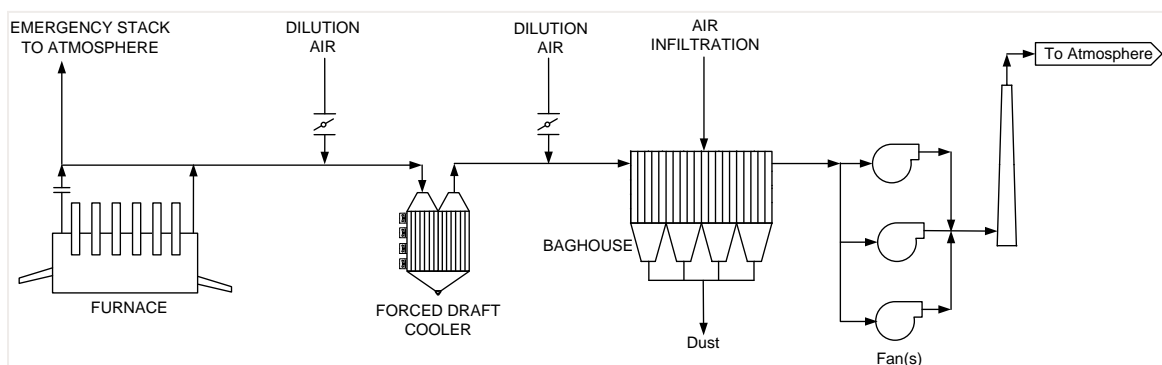 EMERGENCY STACK
TO ATMOSPHERE
DILUTION
AIR
DILUTION
AIR
AIR
INFILTRATION
To Atmosphere
BAGHOUSE
FURNACE
FORCED DRAFT
COOLER
Dust
Fan(s)